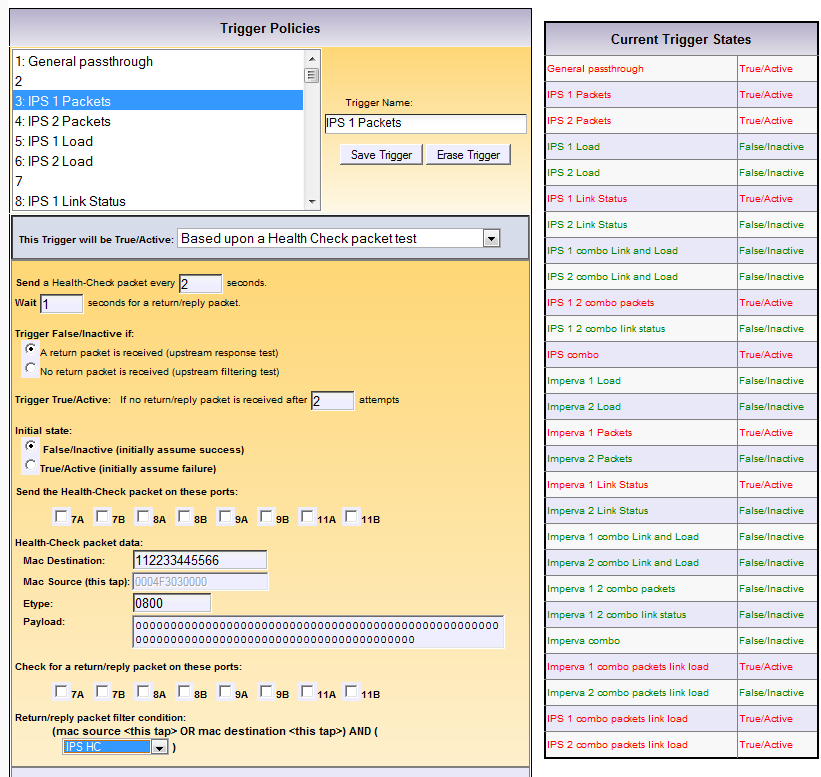 Trigger Policies
1: General passthrough
2
3: IPS 1 Packets
4: IPS 2 Packets
5: IPS 1 Load
6: IPS 2 Load
7
8: IPS 1 Link Status
Trigger Name:
IPS 1 Packets
Save Trigger Erase Trigger
This Trigger will be True/Active: Based upon a Health Check packet test
Send a Health-Check packet every 2 seconds.
Wait 1 seconds for a return/reply packet.
Trigger False/Inactive if:
A return packet is received (upstream response test)
No return packet is received (upstream filtering test)
Trigger True/Active: If no return/reply packet is received after 2 attempts
Initial state:
False/Inactive (initially assume success)
True/Active (initially assume failure)
Send the Health-Check packet on these ports:
7A 7B 8A 8B 9A 9B 11A 11B
Health-Check packet data:
Mac Destination: 112233445566
Mac Source (this tap): 0004F3030000
Etype: 0800
Payload:
Check for a return/reply packet on these ports:
7A 7B 8A 8B 9A 9B 11A 11B
Return/reply packet filter condition:
(mac source <this tap> OR mac destination <this tap>) AND (
IPS HC )
Current Trigger States
General passthrough True/Active
IPS 1 Packets True/Active
IPS 2 Packets True/Active
IPS 1 Load False/Inactive
IPS 2 Load False/Inactive
IPS 1 Link Status True/Active
IPS 2 Link Status False/Inactive
IPS 1 combo Link and Load False/Inactive
IPS 2 combo Link and Load False/Inactive
IPS 1 2 combo packets True/Active
IPS 1 2 combo link status False/Inactive
IPS combo True/Active
Imperva 1 Load False/Inactive
Imperva 2 Load False/Inactive
Imperva 1 Packets True/Active
Imperva 2 Packets False/Inactive
Imperva 1 Link Status True/Active
Imperva 2 Link Status False/Inactive
Imperva 1 combo Link and Load False/Inactive
Imperva 2 combo Link and Load False/Inactive
Imperva 1 2 combo packets False/Inactive
Imperva 1 2 combo link status False/Inactive
Imperva combo False/Inactive
Imperva 1 combo packets link load True/Active
Imperva 2 combo packets link load False/Inactive
IPS 1 combo packets link load True/Active
IPS 2 combo packets link load True/Active